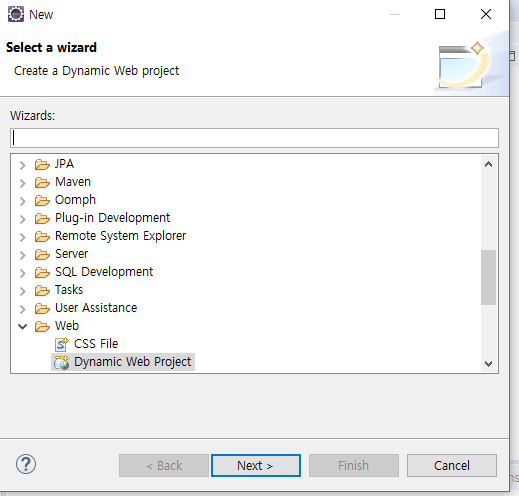 New
Select a wizard
Create a Dynamic Web project
Wizards:
JPA
Maven
Oomph
Plug-in Development
Remote System Explorer
Server
SQL Development
Tasks
User Assistance
Web
CSS File
Dynamic Web Project
?
< Back
Next >
Finish
Cancel